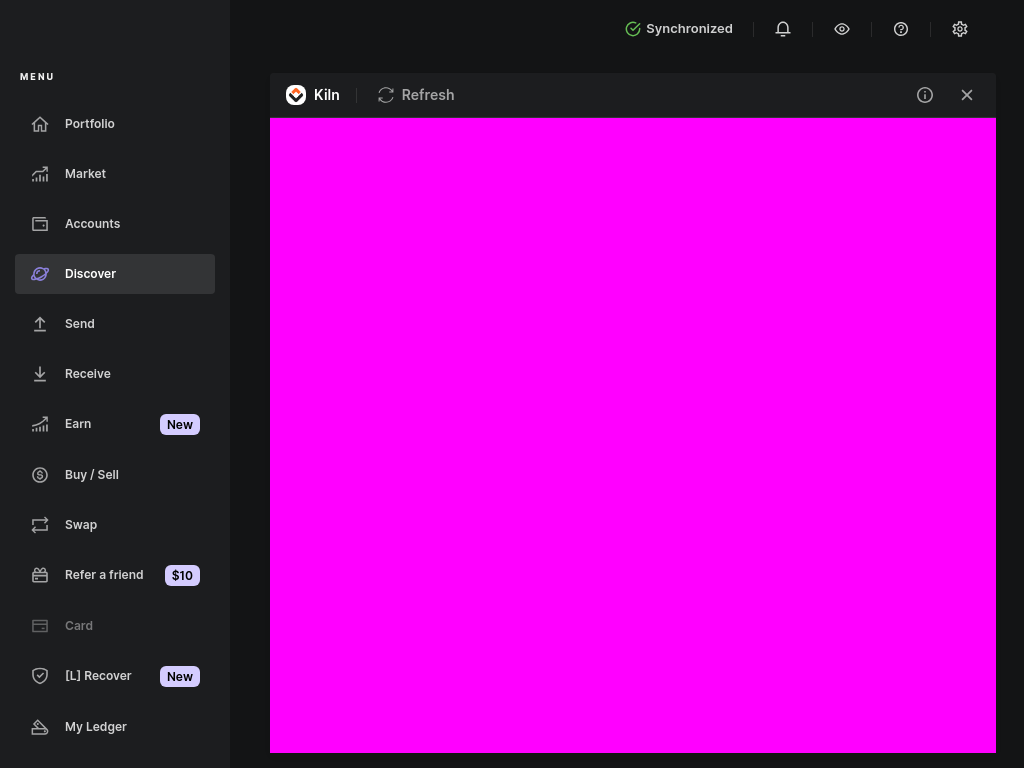 Synchronized
MENU
Kiln
Refresh
Portfolio
Market
Accounts
Discover
Send
Receive
Earn New
Buy / Sell
Swap
Refer a friend $10
Card
[L] Recover New
My Ledger